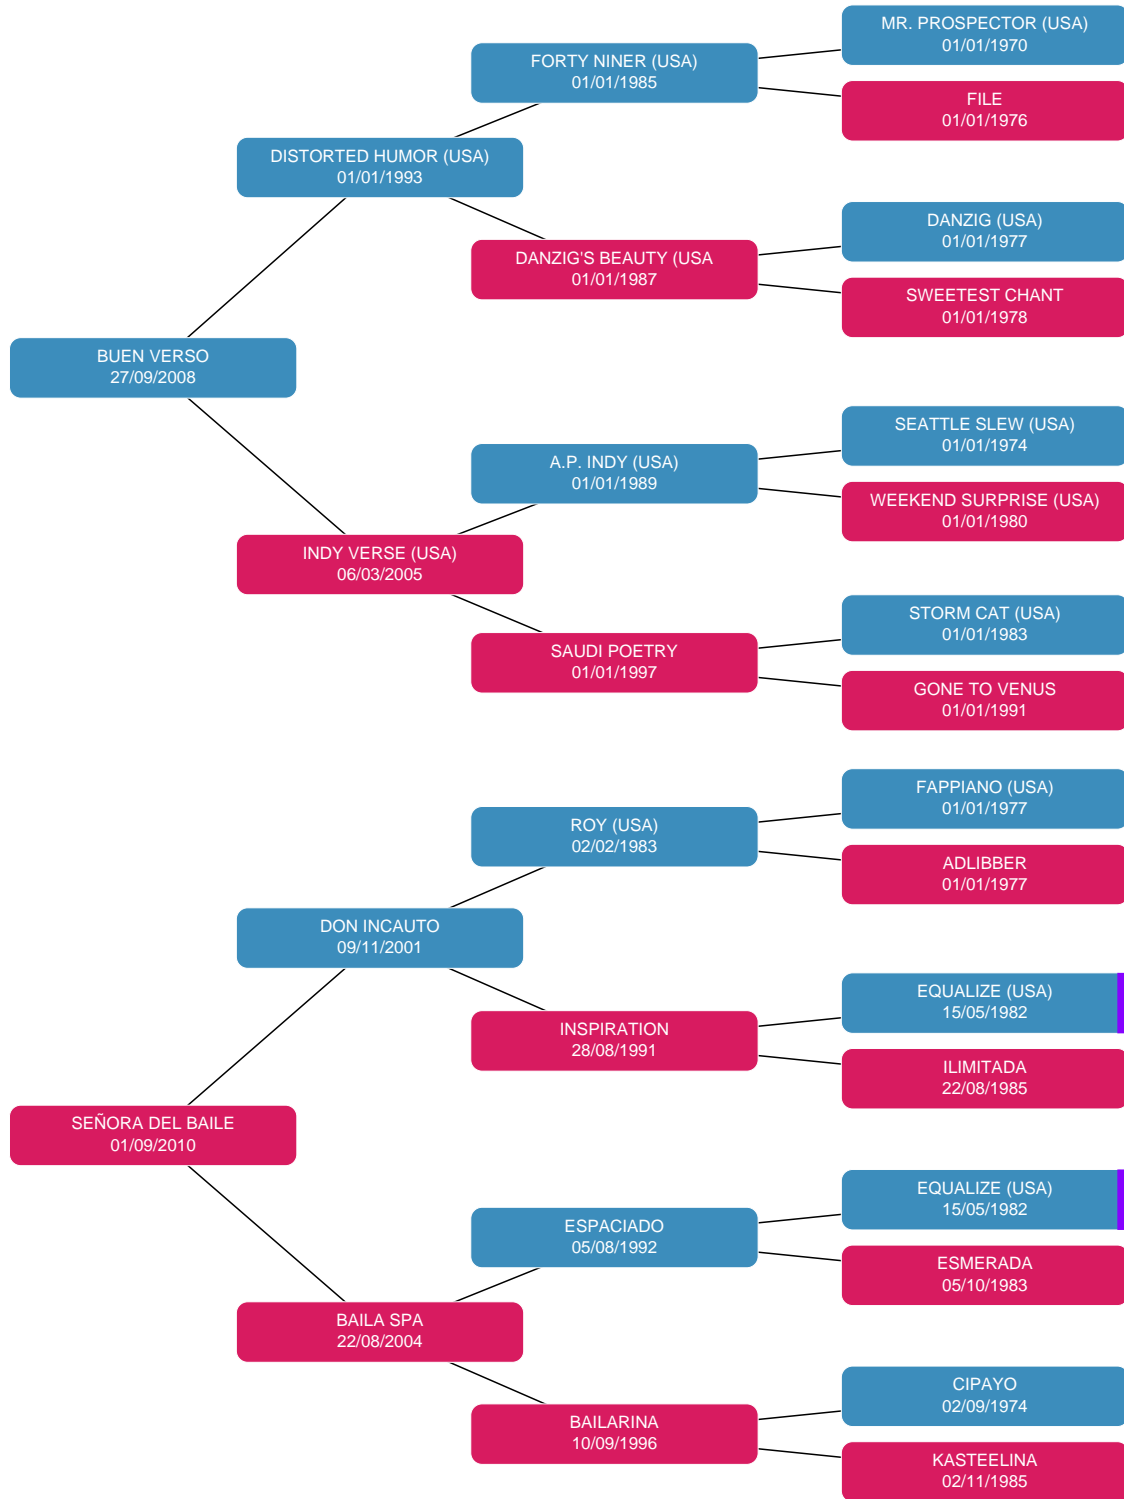 MR. PROSPECTOR (USA)
01/01/1970
FORTY NINER (USA)
01/01/1985
FILE
01/01/1976
DISTORTED HUMOR (USA)
01/01/1993
DANZIG (USA)
01/01/1977
DANZIG'S BEAUTY (USA
01/01/1987
SWEETEST CHANT
01/01/1978
BUEN VERSO
27/09/2008
SEATTLE SLEW (USA)
01/01/1974
A.P. INDY (USA)
01/01/1989
WEEKEND SURPRISE (USA)
01/01/1980
INDY VERSE (USA)
06/03/2005
STORM CAT (USA)
01/01/1983
SAUDI POETRY
01/01/1997
GONE TO VENUS
01/01/1991
FAPPIANO (USA)
01/01/1977
ROY (USA)
02/02/1983
ADLIBBER
01/01/1977
DON INCAUTO
09/11/2001
EQUALIZE (USA)
15/05/1982
INSPIRATION
28/08/1991
ILIMITADA
22/08/1985
SEÑORA DEL BAILE
01/09/2010
EQUALIZE (USA)
15/05/1982
ESPACIADO
05/08/1992
ESMERADA
05/10/1983
BAILA SPA
22/08/2004
CIPAYO
02/09/1974
BAILARINA
10/09/1996
KASTEELINA
02/11/1985